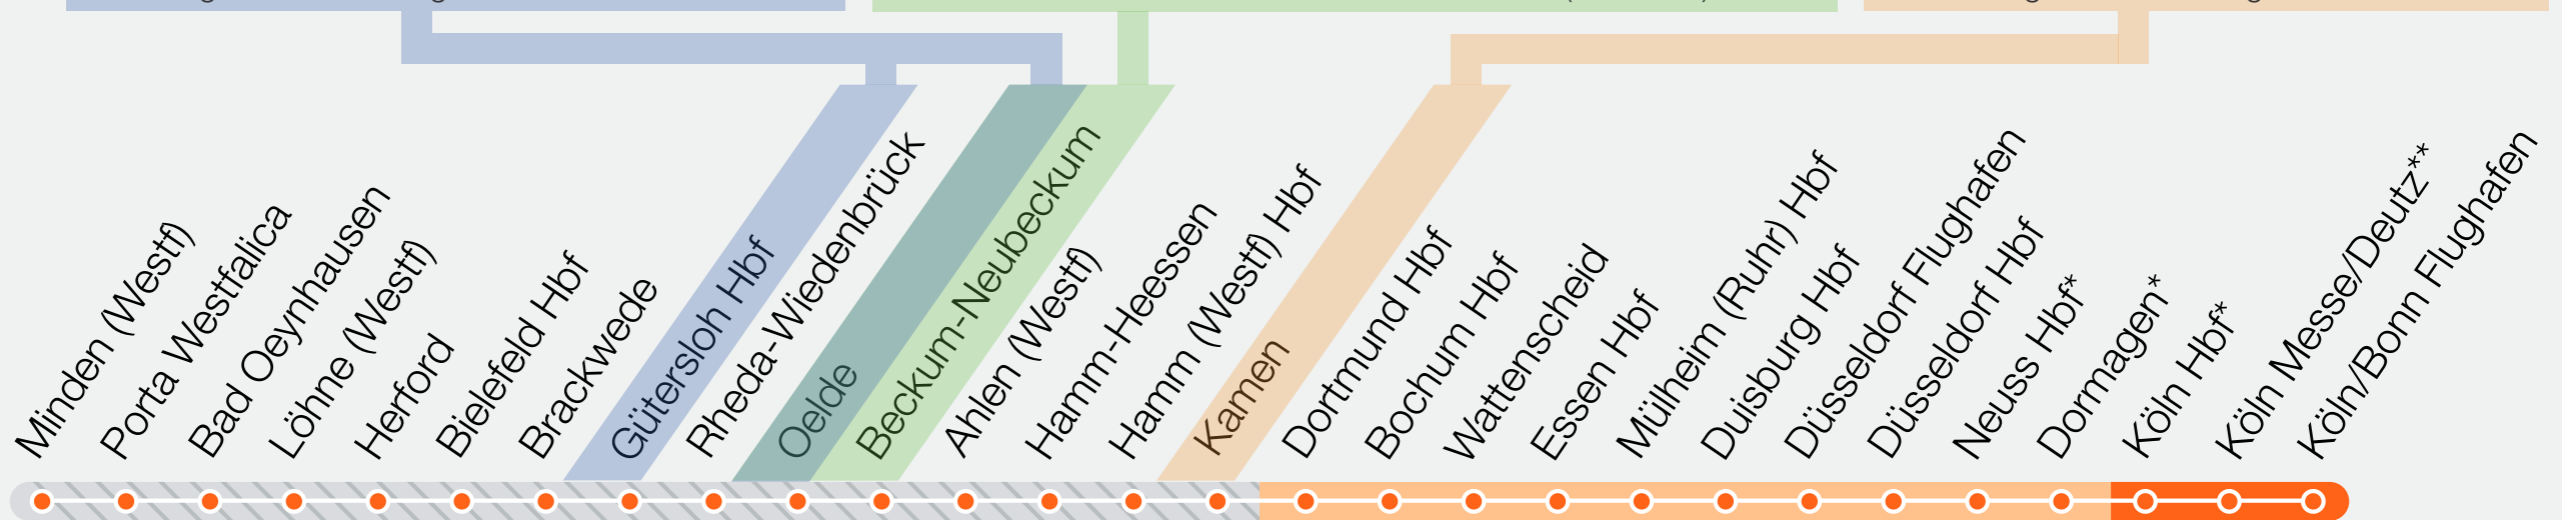 Minden (Westf)
Porta Westfalica
Bad Oeynhausen
Löhne (Westf)
Herford
Bielefeld Hbf
Brackwede
Gütersloh Hbf
Rheda-Wiedenbrück
Oelde
Beckum-Neubeckum
Ahlen (Westf)
Hamm-Heessen
Hamm (Westf) Hbf
Kamen
Dortmund Hbf
Bochum Hbf
Wattenscheid
Essen Hbf
Mülheim (Ruhr) Hbf
Duisburg Hbf
Düsseldorf Flughafen
Düsseldorf Hbf
Neuss Hbf*
Dormagen*
Köln Hbf*
Köln Messe/Deutz**
Köln/Bonn Flughafen